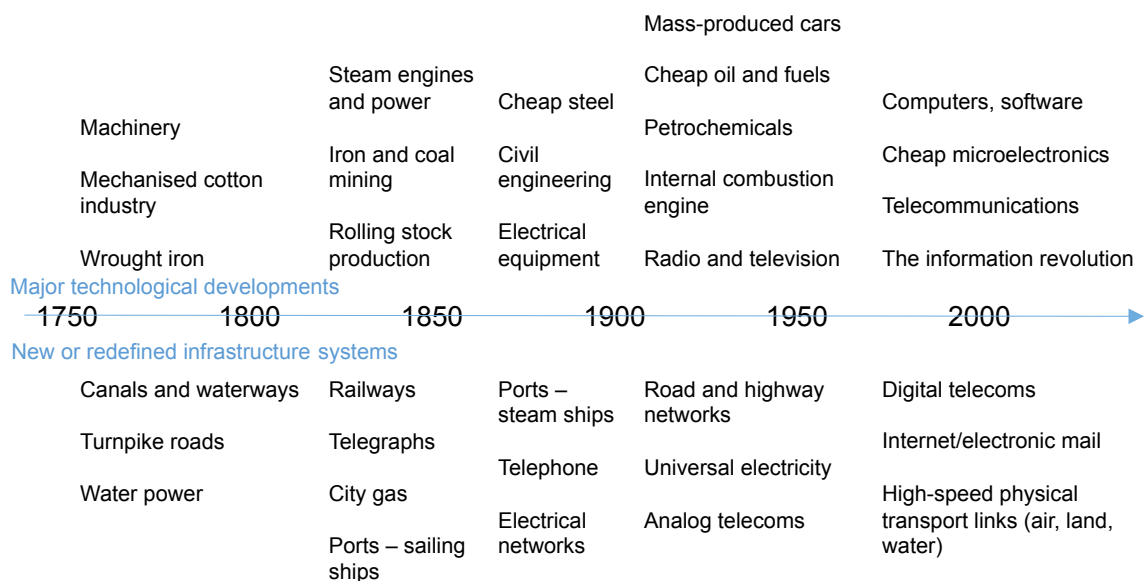 Mass-produced cars
Steam engines
and power
Cheap steel
Cheap oil and fuels
Computers, software
Machinery
Petrochemicals
Iron and coal
mining
Civil
engineering
Cheap microelectronics
Mechanised cotton
industry
Internal combustion
engine
Telecommunications
Rolling stock
production
Electrical
equipment
Wrought iron
Radio and television
The information revolution
Major technological developments
1750 1800 1850 1900 1950 2000
New or redefined infrastructure systems
Canals and waterways
Turnpike roads
Water power
Railways
Telegraphs
City gas
Ports – sailing
ships
Ports –
steam ships
Telephone
Electrical
networks
Road and highway
networks
Universal electricity
Analog telecoms
Digital telecoms
Internet/electronic mail
High-speed physical
transport links (air, land,
water)